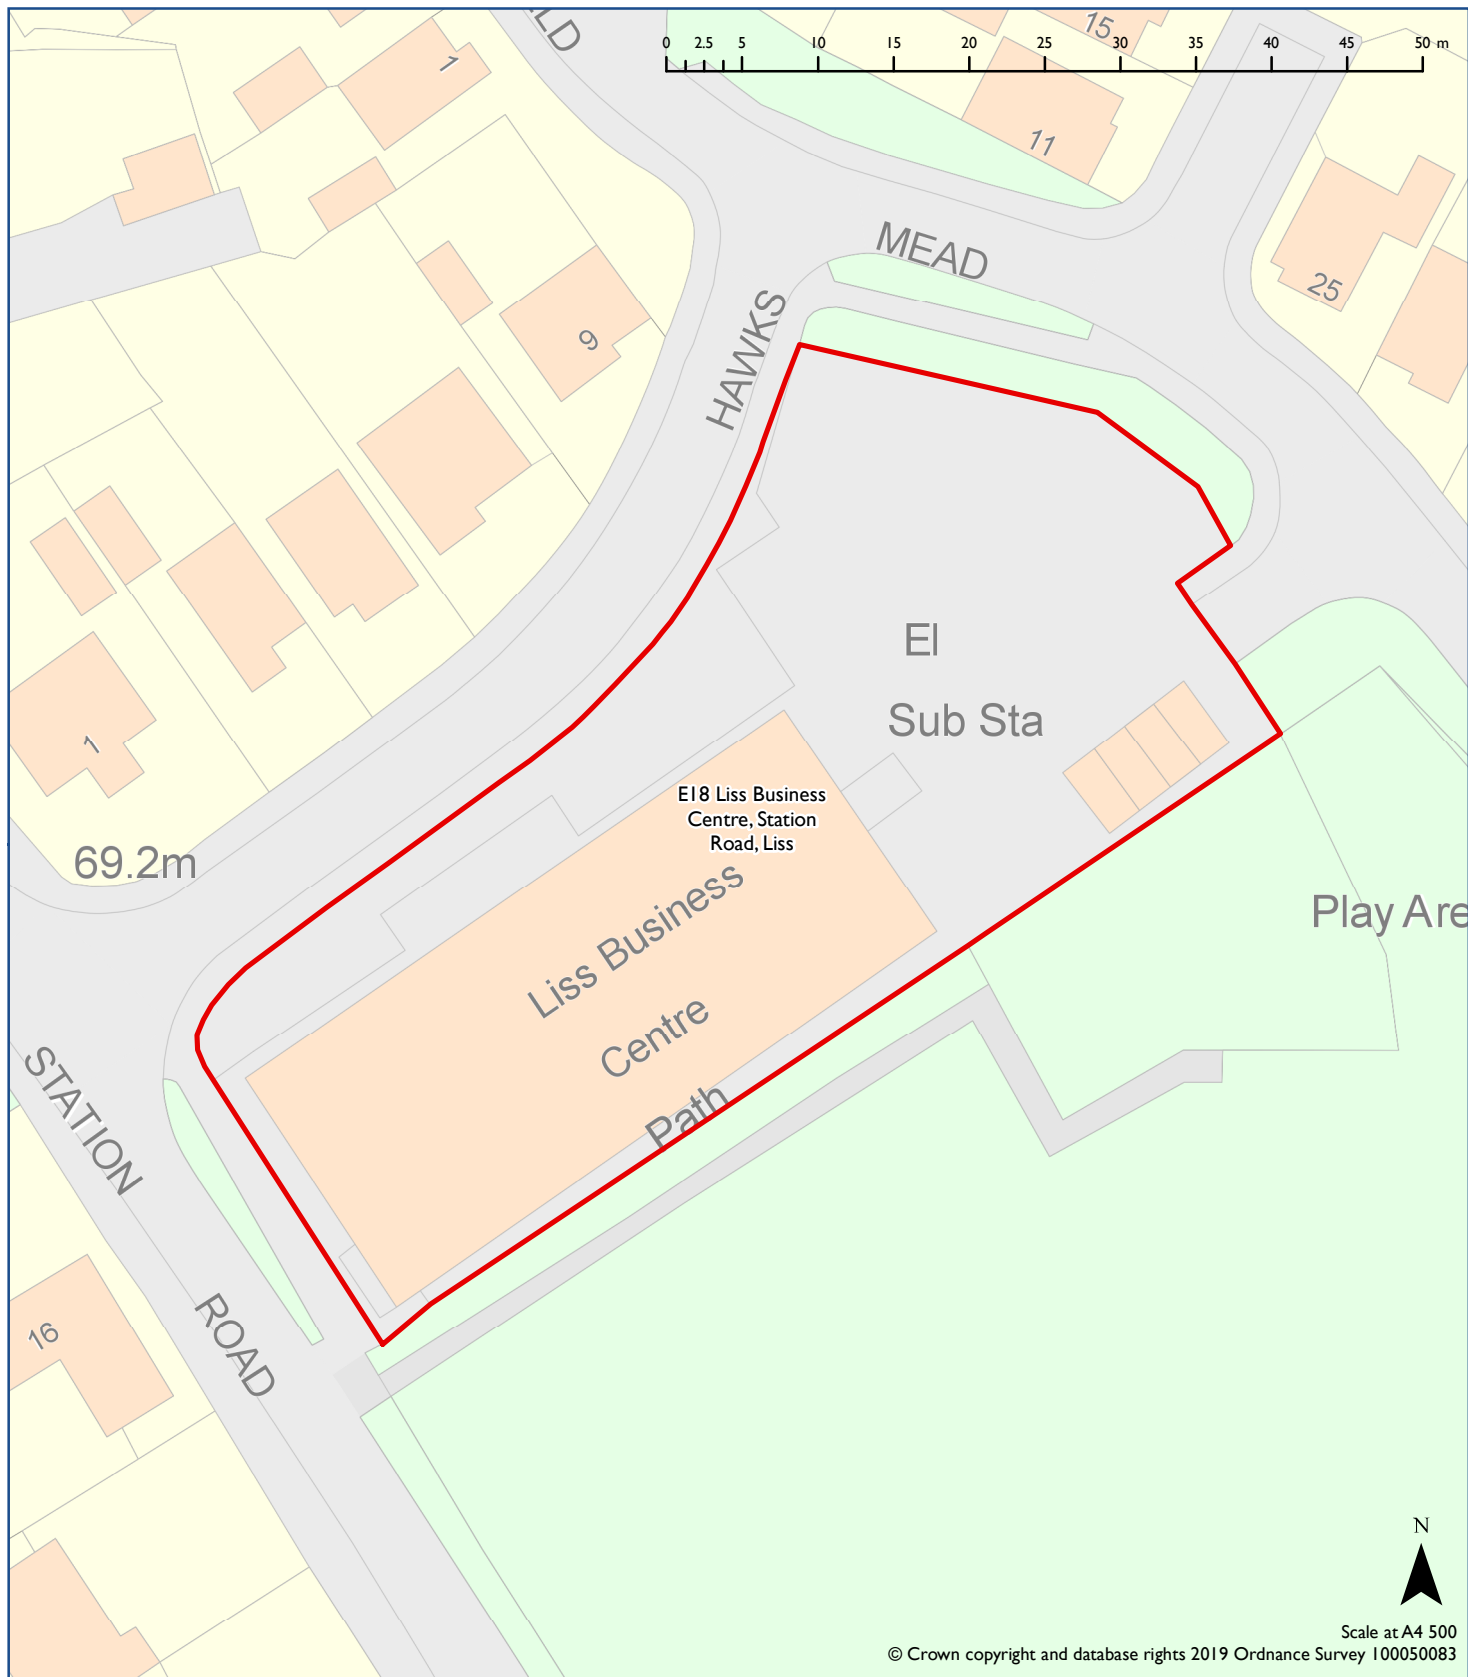 LD
1
15
0 2.5 5 10 15 20 25 30 35 40 45 50 m
11
MEAD
25
9
HAWKS
El
Sub Sta
1
E18 Liss Business
Centre, Station
Road, Liss
69.2m
Liss Business
Centre
Play Are
Path
STATION
ROAD
16
N
Scale at A4 500
© Crown copyright and database rights 2019 Ordnance Survey 100050083